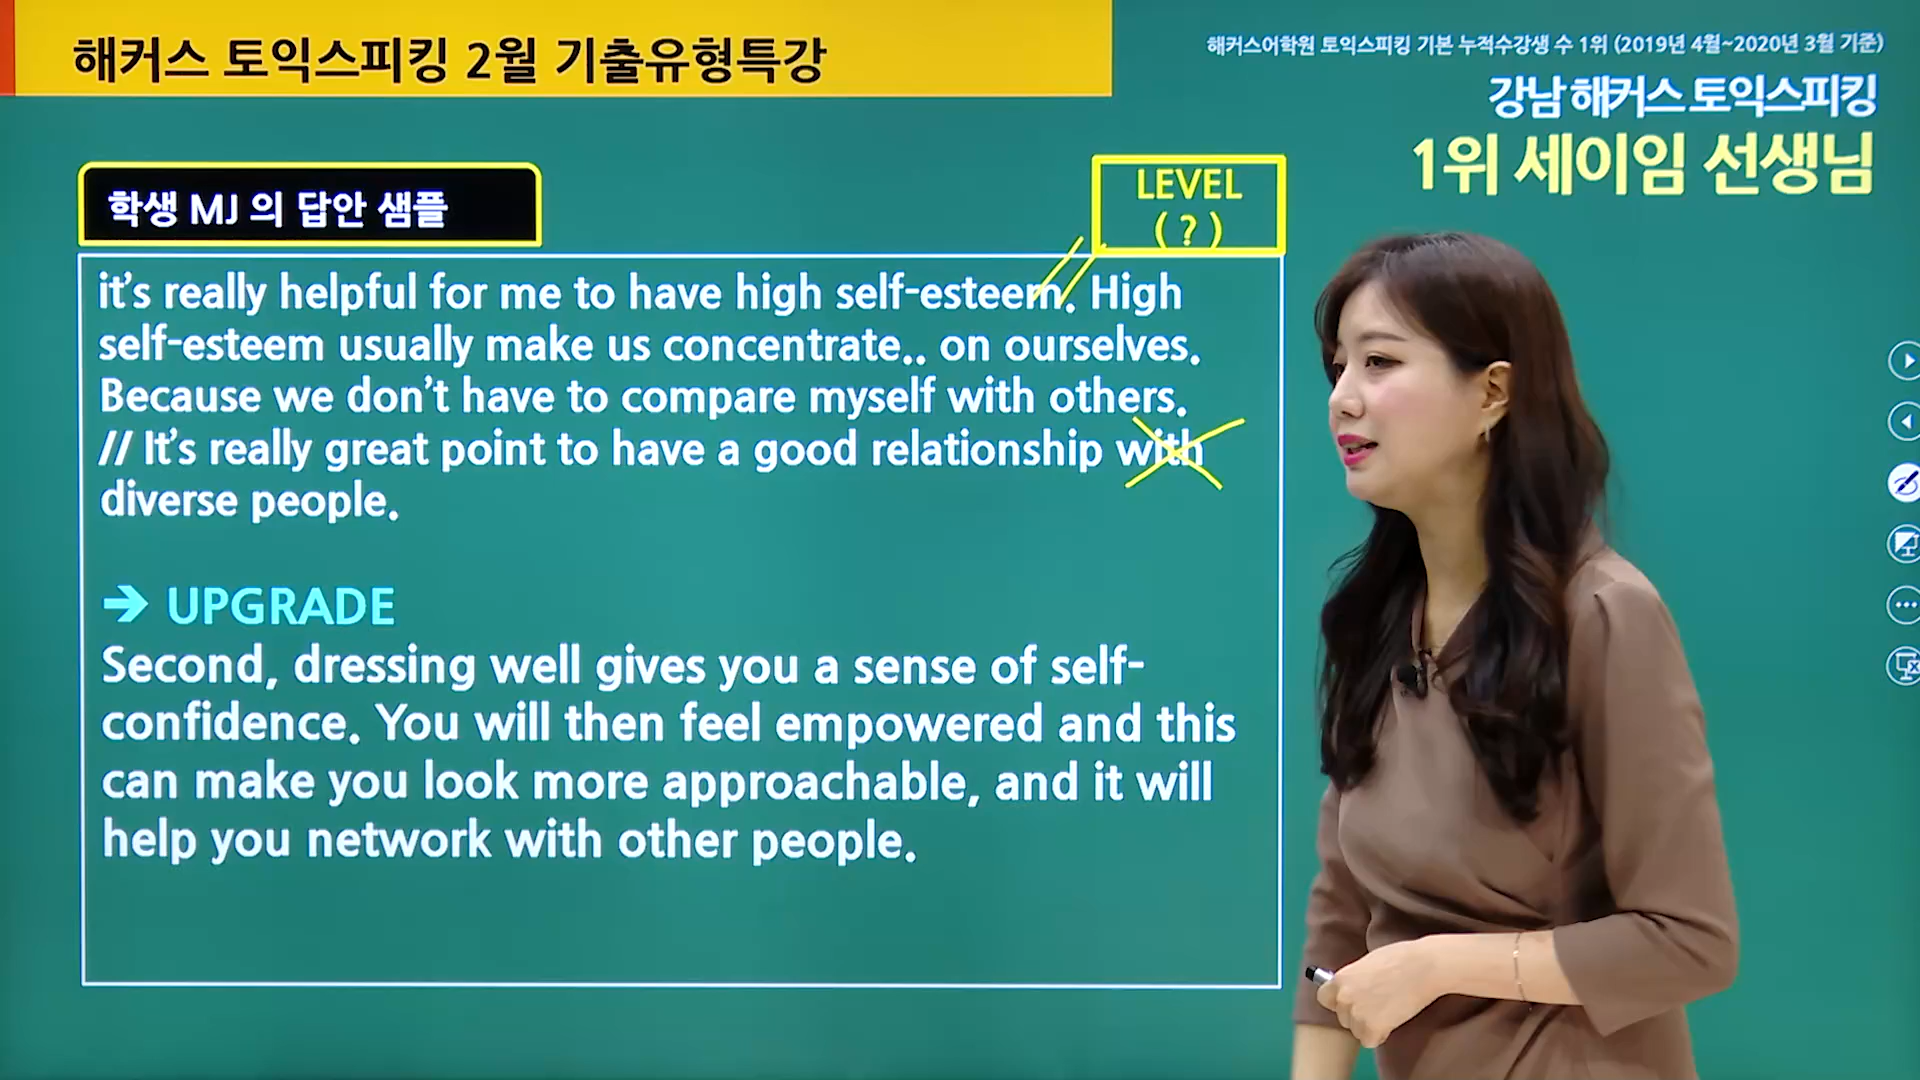 해커스 토익스피킹 2월 기출유형특강
해커스어학원 토익스피킹 기본 누적수강생 수 1위 (2019년 4월~2020년 3월 기준)
강남 해커스 토익스피킹
1위 세이임 선생님
학생 MJ 의 답안 샘플
LEVEL
( ? )
it's really helpful for me to have high self-esteem. High
self-esteem usually make us concentrate.. on ourselves.
Because we don't have to compare myself with others.
// It's really great point to have a good relationship with
diverse people.
➔ UPGRADE
Second, dressing well gives you a sense of self-
confidence. You will then feel empowered and this
can make you look more approachable, and it will
help you network with other people.